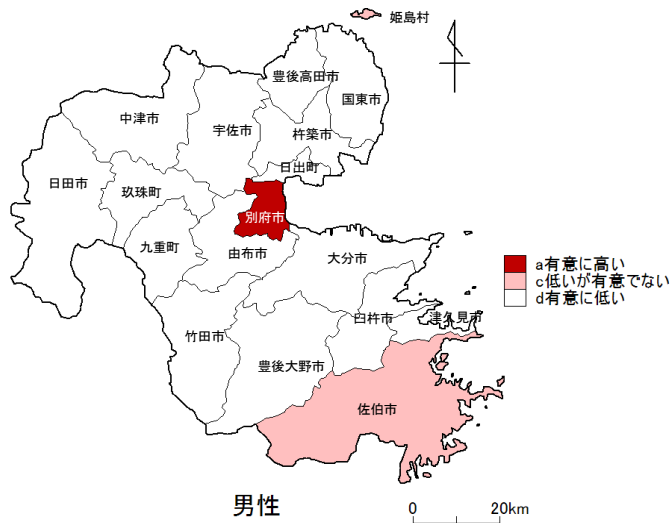 姫島村
豊後高田市
国東市
中津市
宇佐市
杵築市
日出町
日田市
玖珠町
別府市
九重町
由布市
大分市
a有意に高い
c低いが有意でない
d有意に低い
臼杵市
津久見市
竹田市
豊後大野市
佐伯市
男性
0 20km